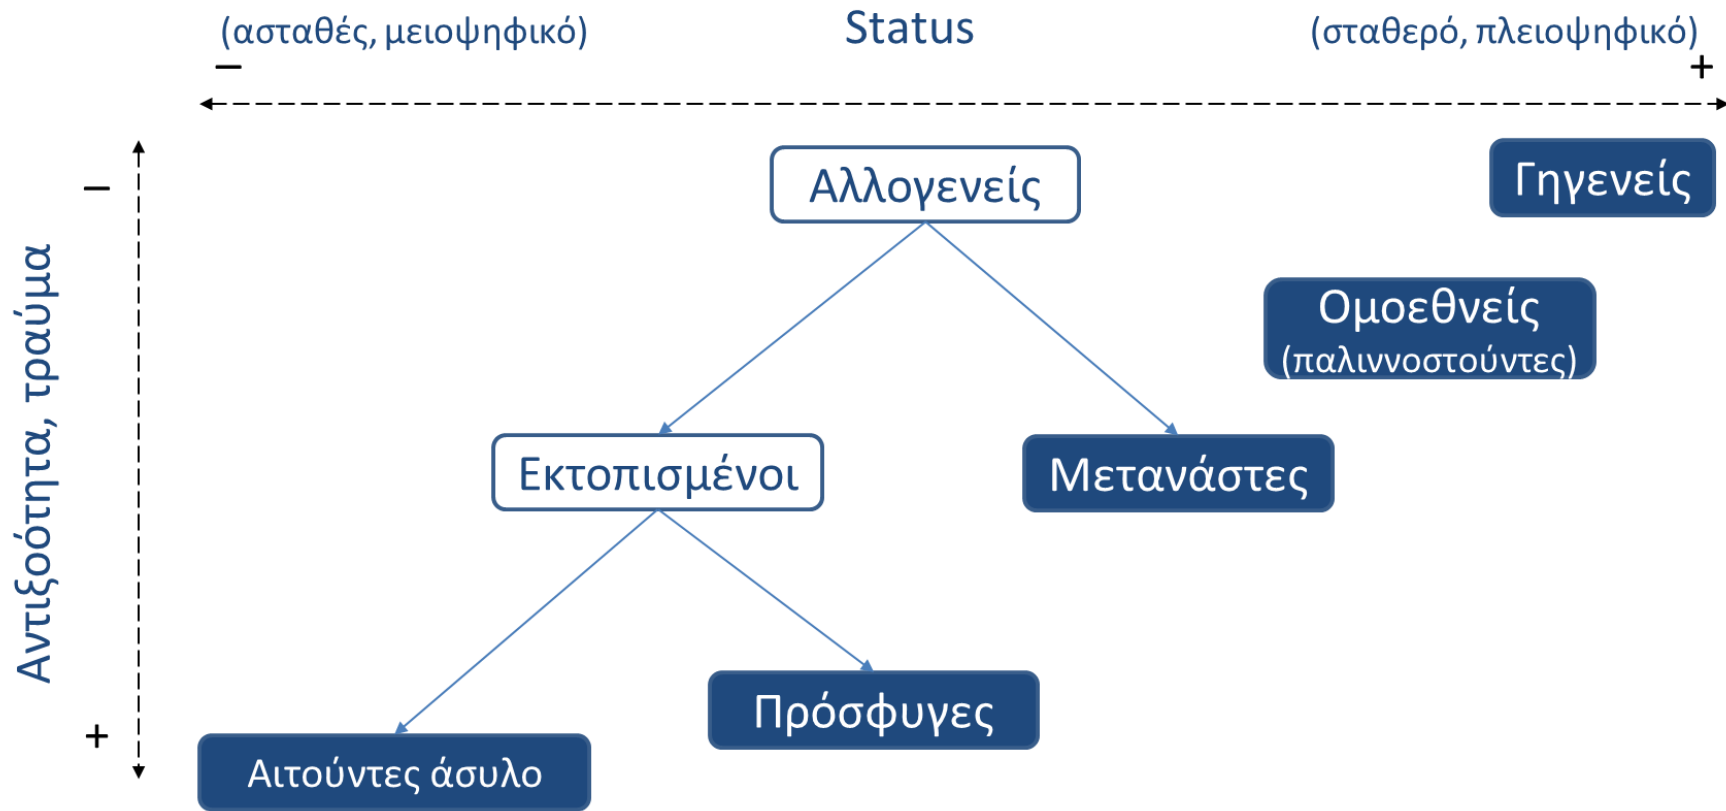 (ασταθές, μειοψηφικό) Status (σταθερό, πλειοψηφικό)
– +
Αλλογενείς Γηγενείς
–
Ομοεθνείς
(παλιννοστούντες)
Αντιξοότητα, τραύμα
Εκτοπισμένοι Μετανάστες
Πρόσφυγες
+
Αιτούντες άσυλο